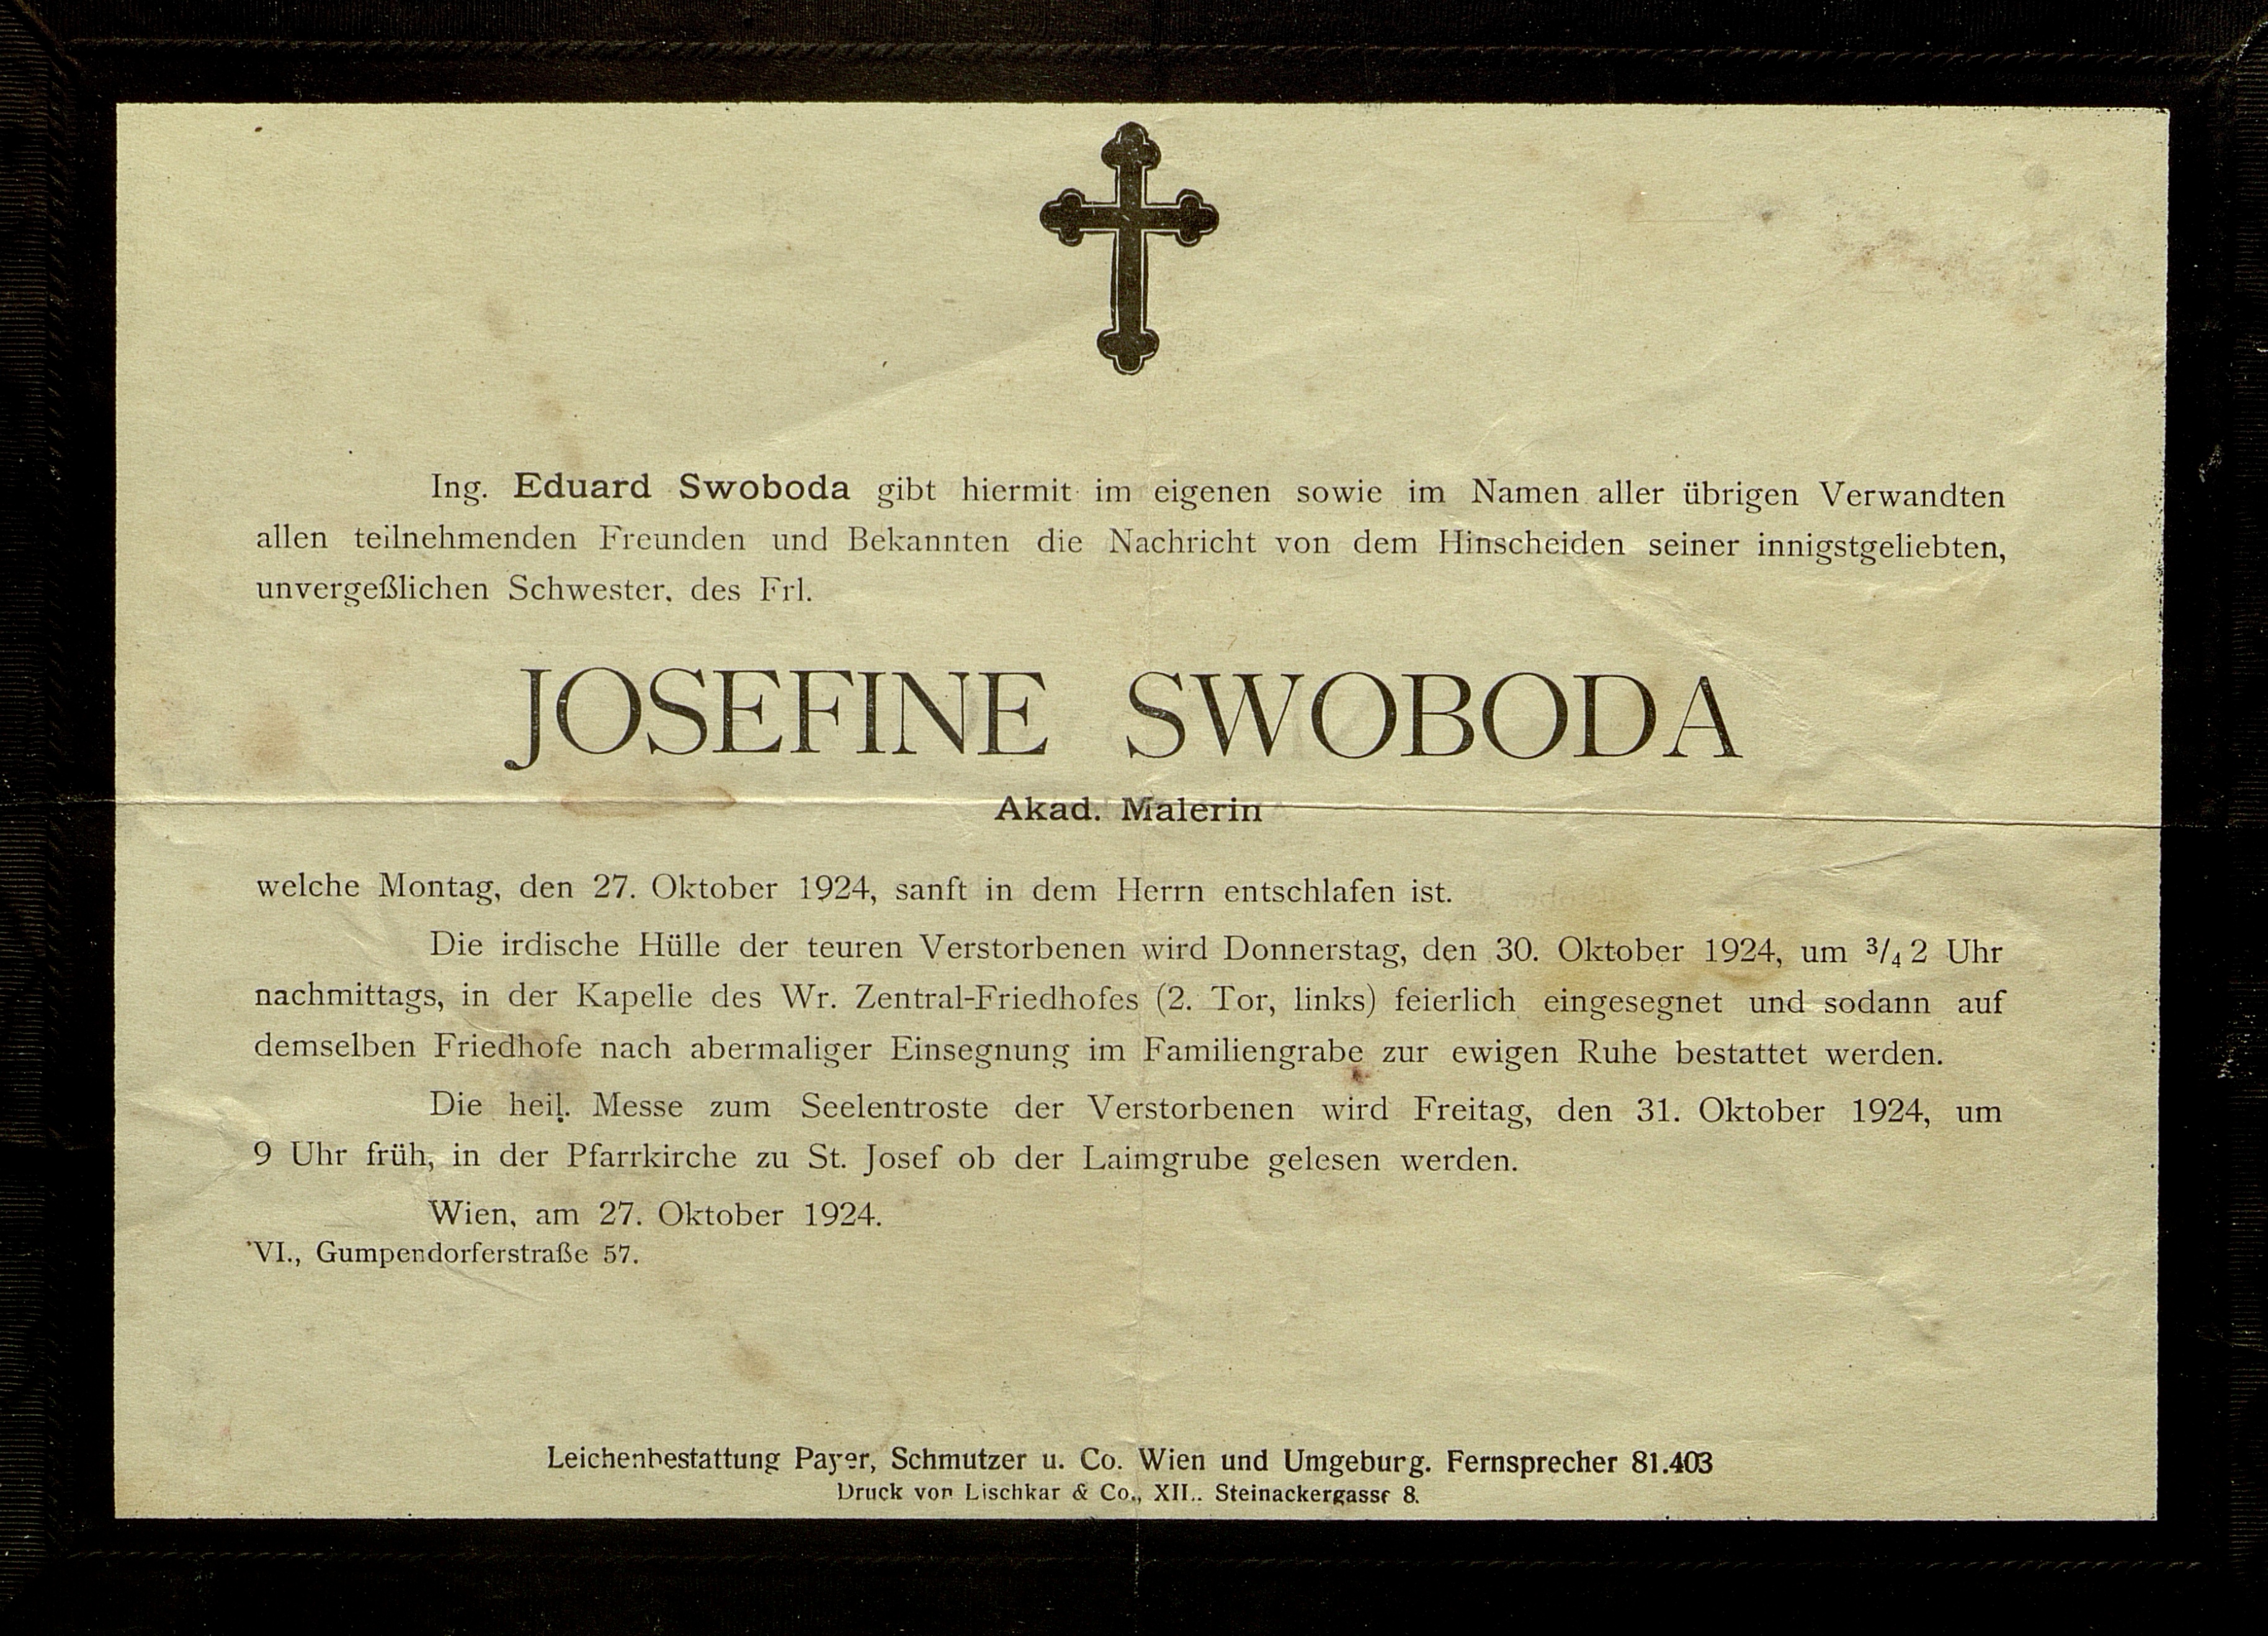 Ing. Eduard Swoboda gibt hiermit im eigenen sowie im Namen aller übrigen Verwandten
allen teilnehmenden Freunden und Bekannten die Nachricht von dem Hinscheiden seiner innigstgeliebten,
unvergeßlichen Schwester, des Frl.
JOSEFINE SWOBODA
Akad. Malerin
welche Montag, den 27. Oktober 1924, sanft in dem Herrn entschlafen ist.
Die irdische Hülle der teuren Verstorbenen wird Donnerstag, den 30. Oktober 1924, um 3/4 2 Uhr
nachmittags, in der Kapelle des Wr. Zentral-Friedhofes (2. Tor, links) feierlich eingesegnet und sodann auf
demselben Friedhofe nach abermaliger Einsegnung im Familiengrabe zur ewigen Ruhe bestattet werden.
Die heil. Messe zum Seelentroste der Verstorbenen wird Freitag, den 31. Oktober 1924, um
9 Uhr früh, in der Pfarrkirche zu St. Josef ob der Laimgrube gelesen werden.
Wien, am 27. Oktober 1924.
VI., Gumpendorferstraße 57.
Leichenbestattung Payer, Schmutzer u. Co. Wien und Umgeburg. Fernsprecher 81.403
Druck von Lischkar & Co., XII.. Steinackergasse 8.